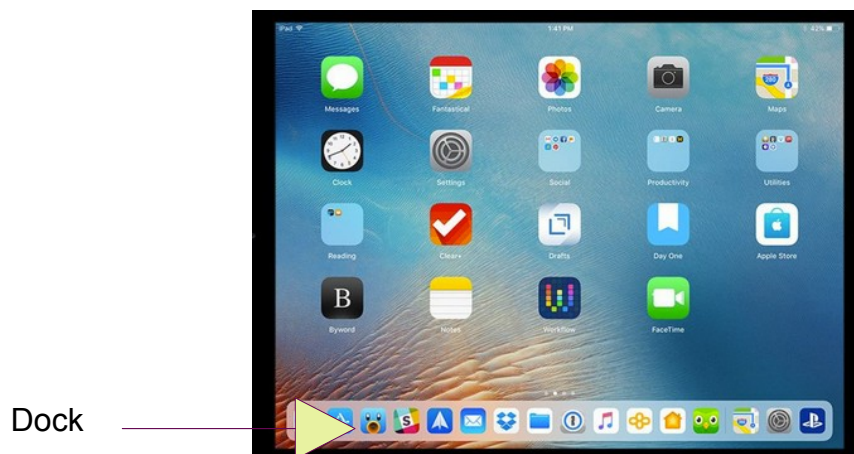 iPad 1:41 PM 42%
Messages Fantastical Photos Camera Maps
Clock Settings Social Productivity Utilities
Reading Clear+ Drafts Day One Apple Store
B
Byword Notes Workflow FaceTime
Dock